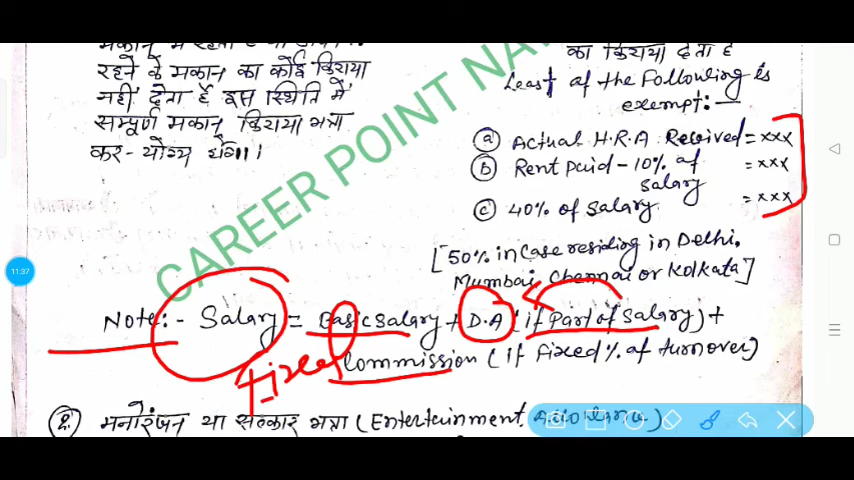 रहने के मकान का कोई किराया
नहीं देता है इस स्थिति में
सम्पूर्ण मकान किराया भत्ता
कर-योग्य होगा।
का किराया देता है
Least of the Following is
exempt:—
(a) Actual H.R.A Received = xxx
(b) Rent paid - 10% of = xxx
salary
(c) 40% of salary = xxx
[50% in case residing in Delhi,
Mumbai, Chennai or Kolkata]
Note:- Salary = Basic Salary + D.A (if Part of Salary) +
Commission (if Fixed % of turnover)
fixed
मनोरंजन या सत्कार भत्ता (Entertainment Allowance)
CAREER POINT
11:37